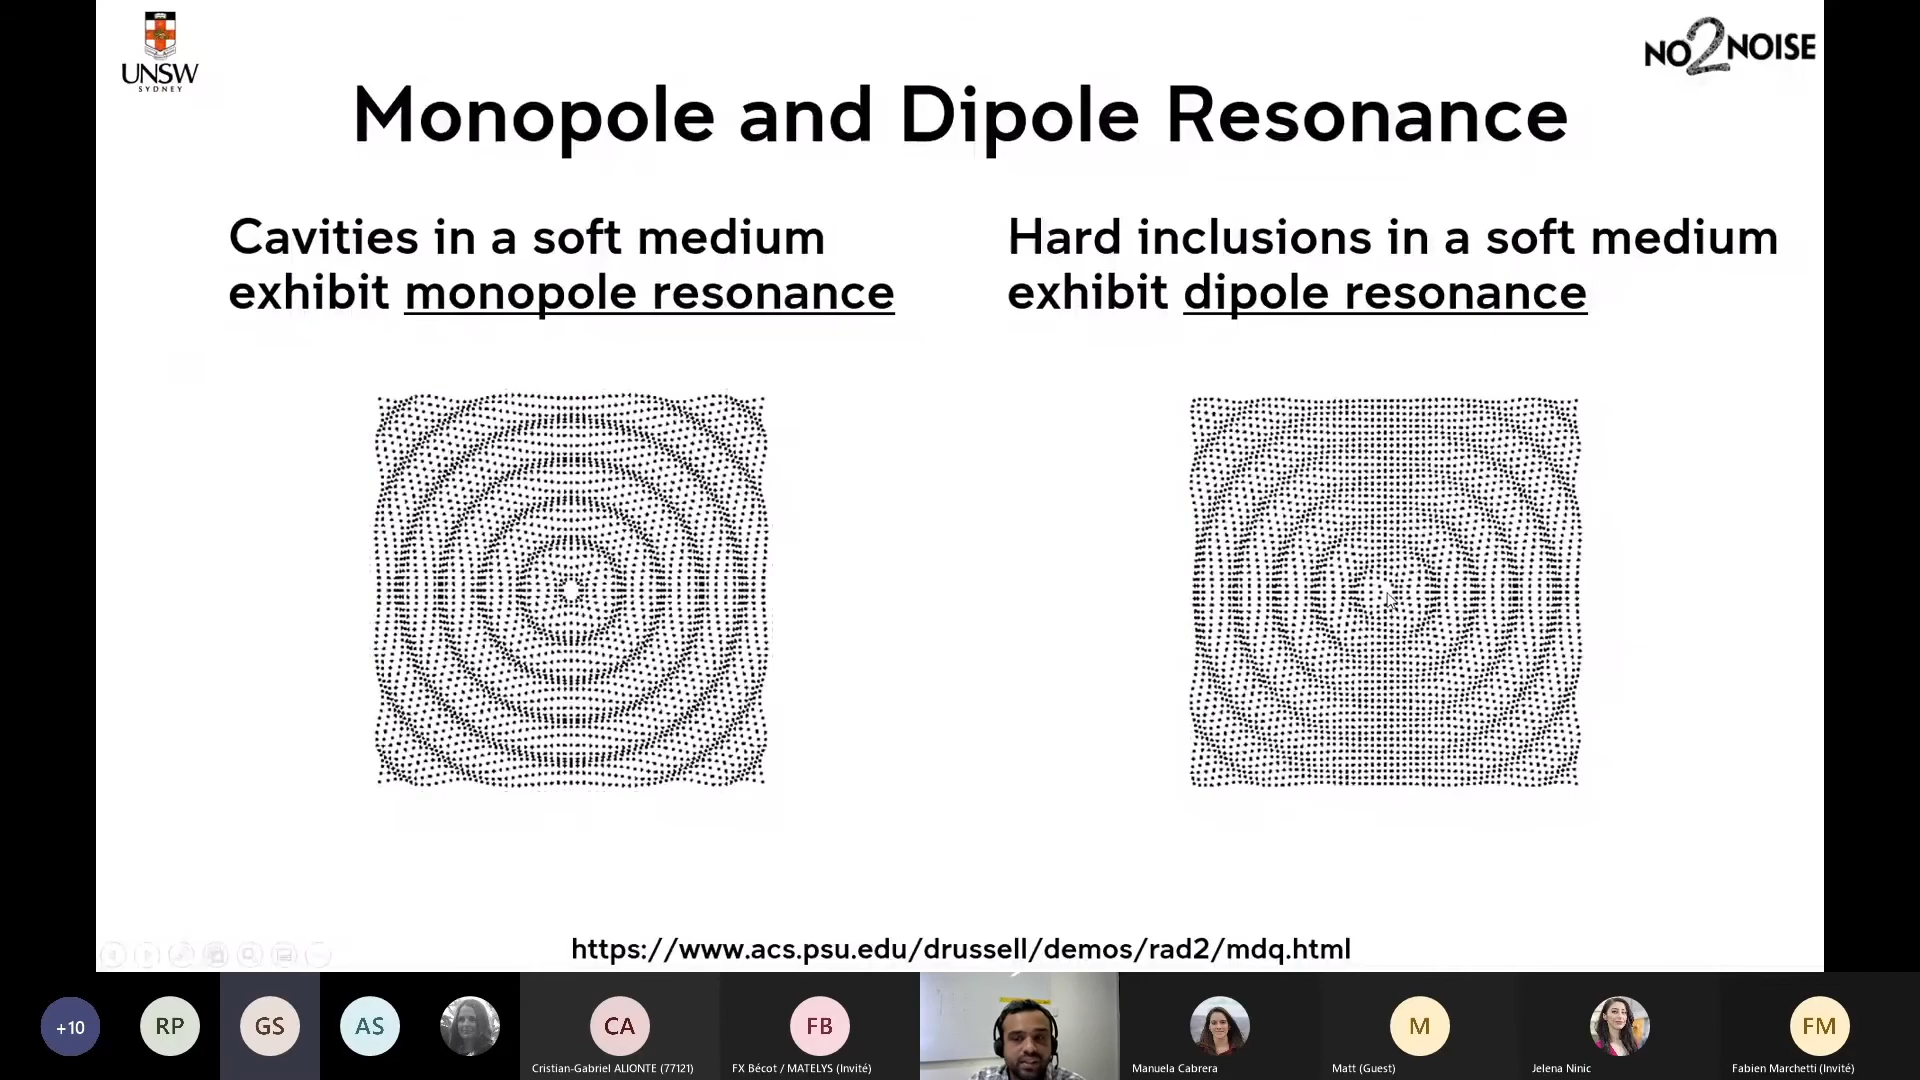 UNSW
SYDNEY
NO2NOISE
Monopole and Dipole Resonance
Cavities in a soft medium
exhibit monopole resonance
Hard inclusions in a soft medium
exhibit dipole resonance
https://www.acs.psu.edu/drussell/demos/rad2/mdq.html
+10
RP
GS
AS
CA
Cristian-Gabriel ALIONTE (77121)
FB
FX Bécot / MATELYS (Invité)
Manuela Cabrera
M
Matt (Guest)
Jelena Ninic
FM
Fabien Marchetti (Invité)